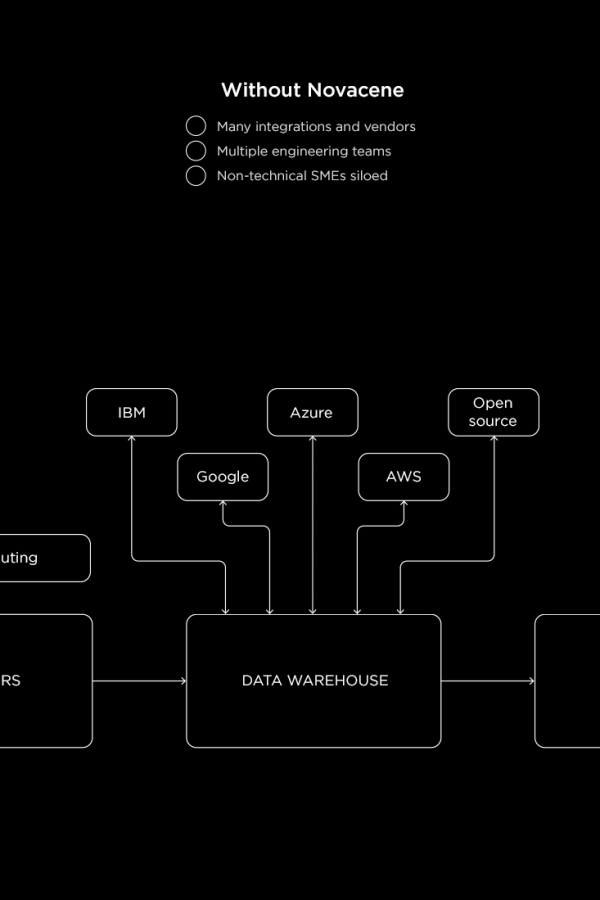 Without Novacene
Many integrations and vendors
Multiple engineering teams
Non-technical SMEs siloed
IBM
Azure
Open
source
Google
AWS
uting
RS
DATA WAREHOUSE